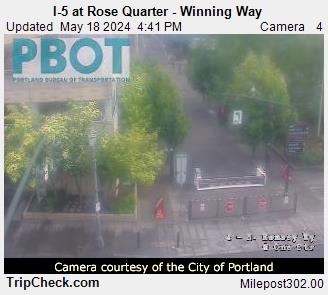 I-5 at Rose Quarter - Winning Way
Updated May 18 2024 4:41 PM Camera 4
PBOT
PORTLAND BUREAU OF TRANSPORTATION
Camera courtesy of the City of Portland
TripCheck.com Milepost302.00